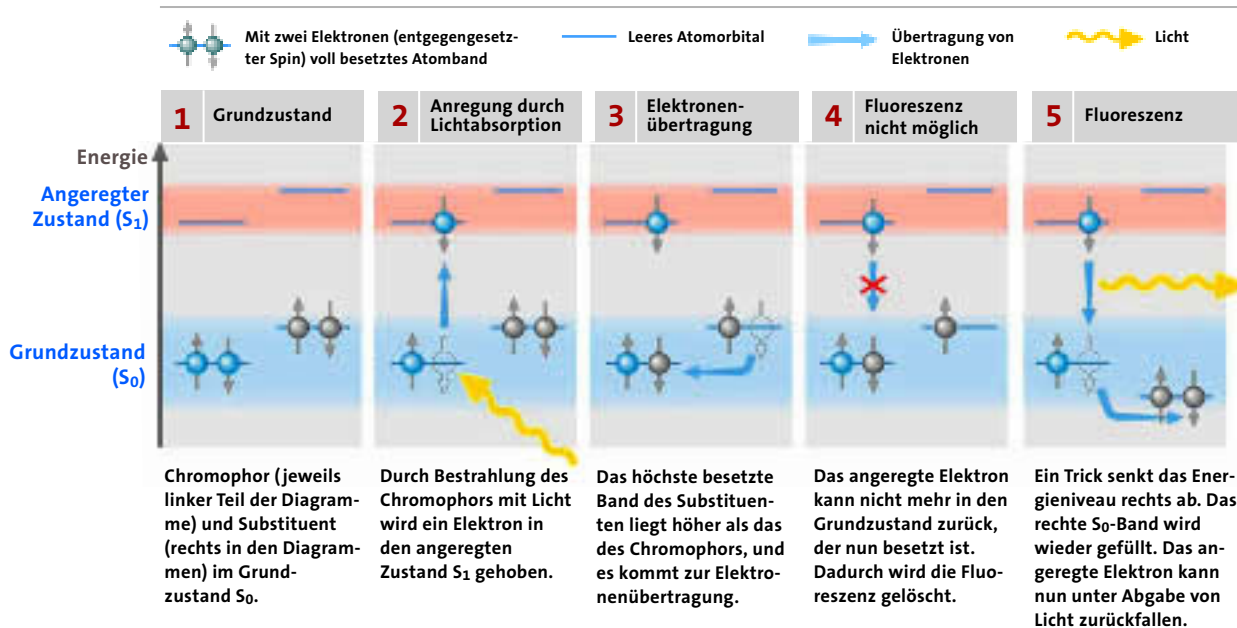 Mit zwei Elektronen (entgegengesetz-
ter Spin) voll besetztes Atomband
Leeres Atomorbital
Übertragung von
Elektronen
Licht
1 Grundzustand
2 Anregung durch
Lichtabsorption
3 Elektronen-
übertragung
4 Fluoreszenz
nicht möglich
5 Fluoreszenz
Energie
Angeregter
Zustand (S₁)
Grundzustand
(S₀)
Chromophor (jeweils
linker Teil der Diagram-
me) und Substituent
(rechts in den Diagram-
men) im Grund-
zustand S₀.
Durch Bestrahlung des
Chromophors mit Licht
wird ein Elektron in
den angeregten
Zustand S₁ gehoben.
Das höchste besetzte
Band des Substituen-
ten liegt höher als das
des Chromophors, und
es kommt zur Elektro-
nenübertragung.
Das angeregte Elektron
kann nicht mehr in den
Grundzustand zurück,
der nun besetzt ist.
Dadurch wird die Fluo-
reszenz gelöscht.
Ein Trick senkt das Ener-
gieniveau rechts ab. Das
rechte S₀-Band wird
wieder gefüllt. Das an-
geregte Elektron kann
nun unter Abgabe von
Licht zurückfallen.